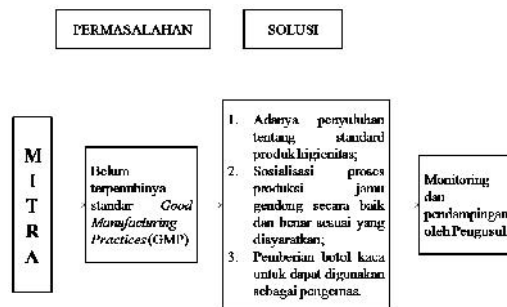 PERMASALAHAN
SOLUSI
M
I
T
R
A
Belum
terpenuhinya
standar Good
Manufacturing
Practices (GMP)
1. Adanya penyuluhan
tentang standard
produk higienitas;
2. Sosialisasi proses
produksi jamu
gendong secara baik
dan benar sesuai yang
disyaratkan;
3. Pemberian botol kaca
untuk dapat digunakan
sebagai pengemas.
Monitoring
dan
pendampingan
oleh Pengusul.